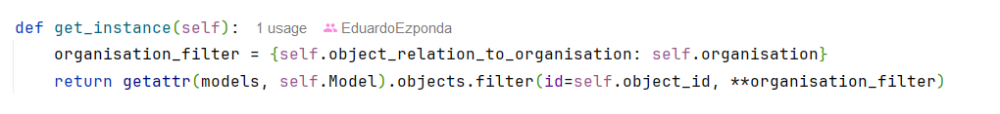 def get_instance(self): 1 usage EduardoEzponda
organisation_filter = {self.object_relation_to_organisation: self.organisation}
return getattr(models, self.Model).objects.filter(id=self.object_id, **organisation_filter)